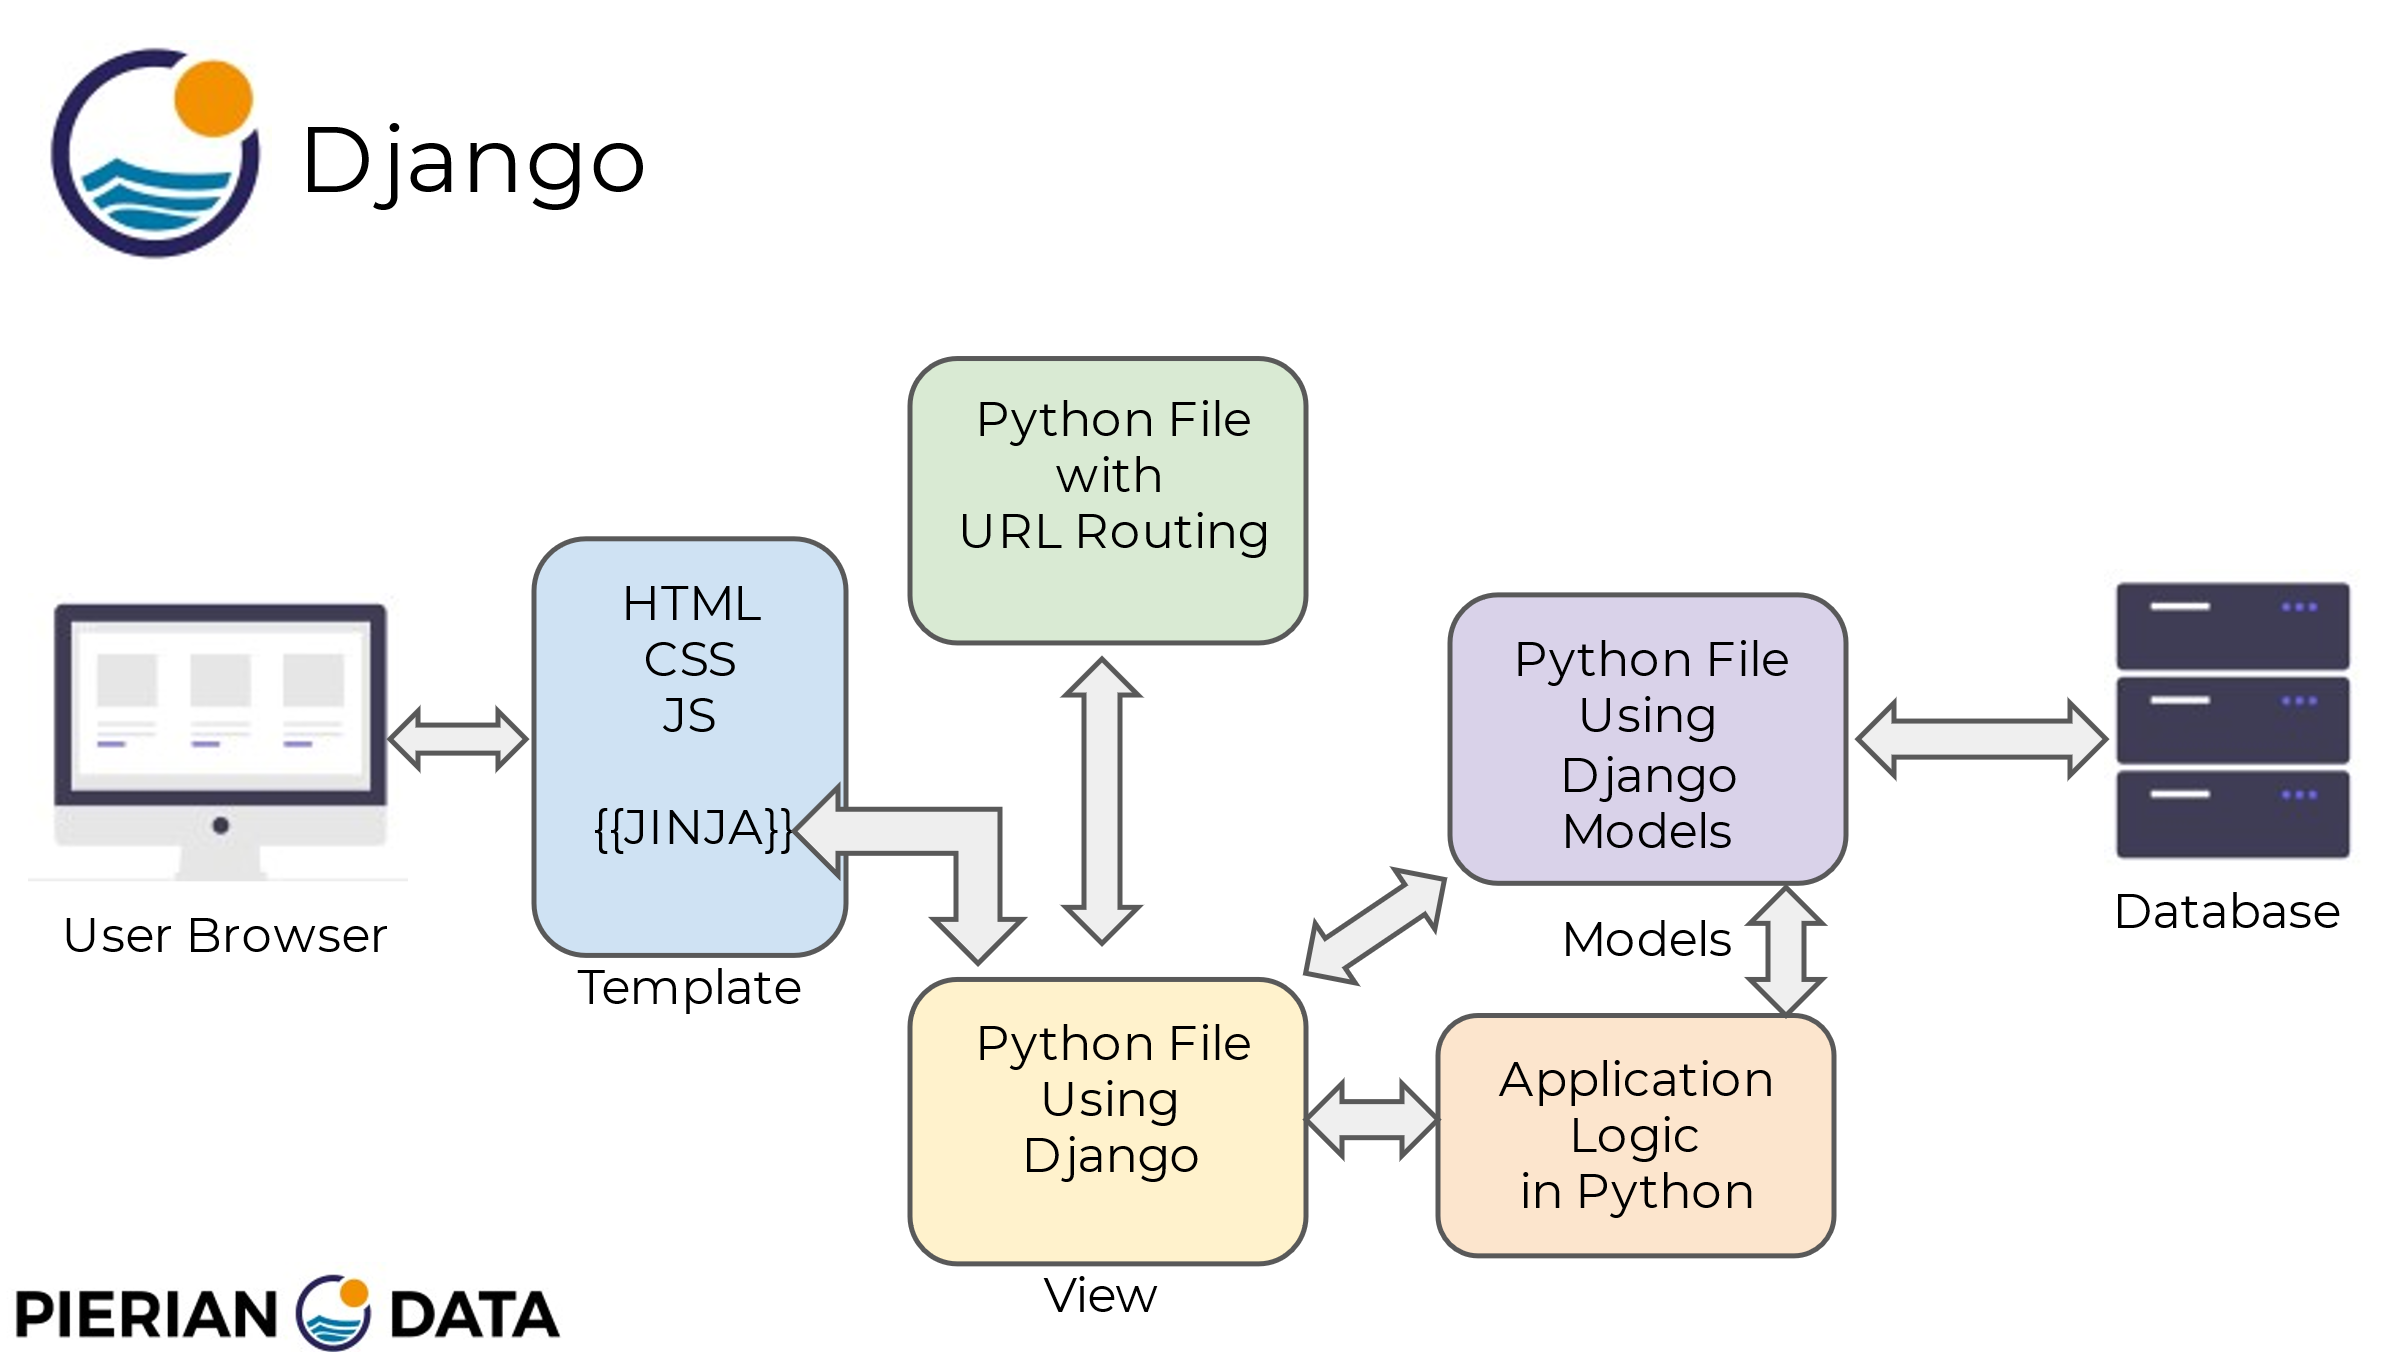 Django
Python File
with
URL Routing
HTML
CSS
JS
{{JINJA}}
Template
User Browser
Python File
Using
Django
Models
Models
Database
Python File
Using
Django
View
Application
Logic
in Python
PIERIAN DATA